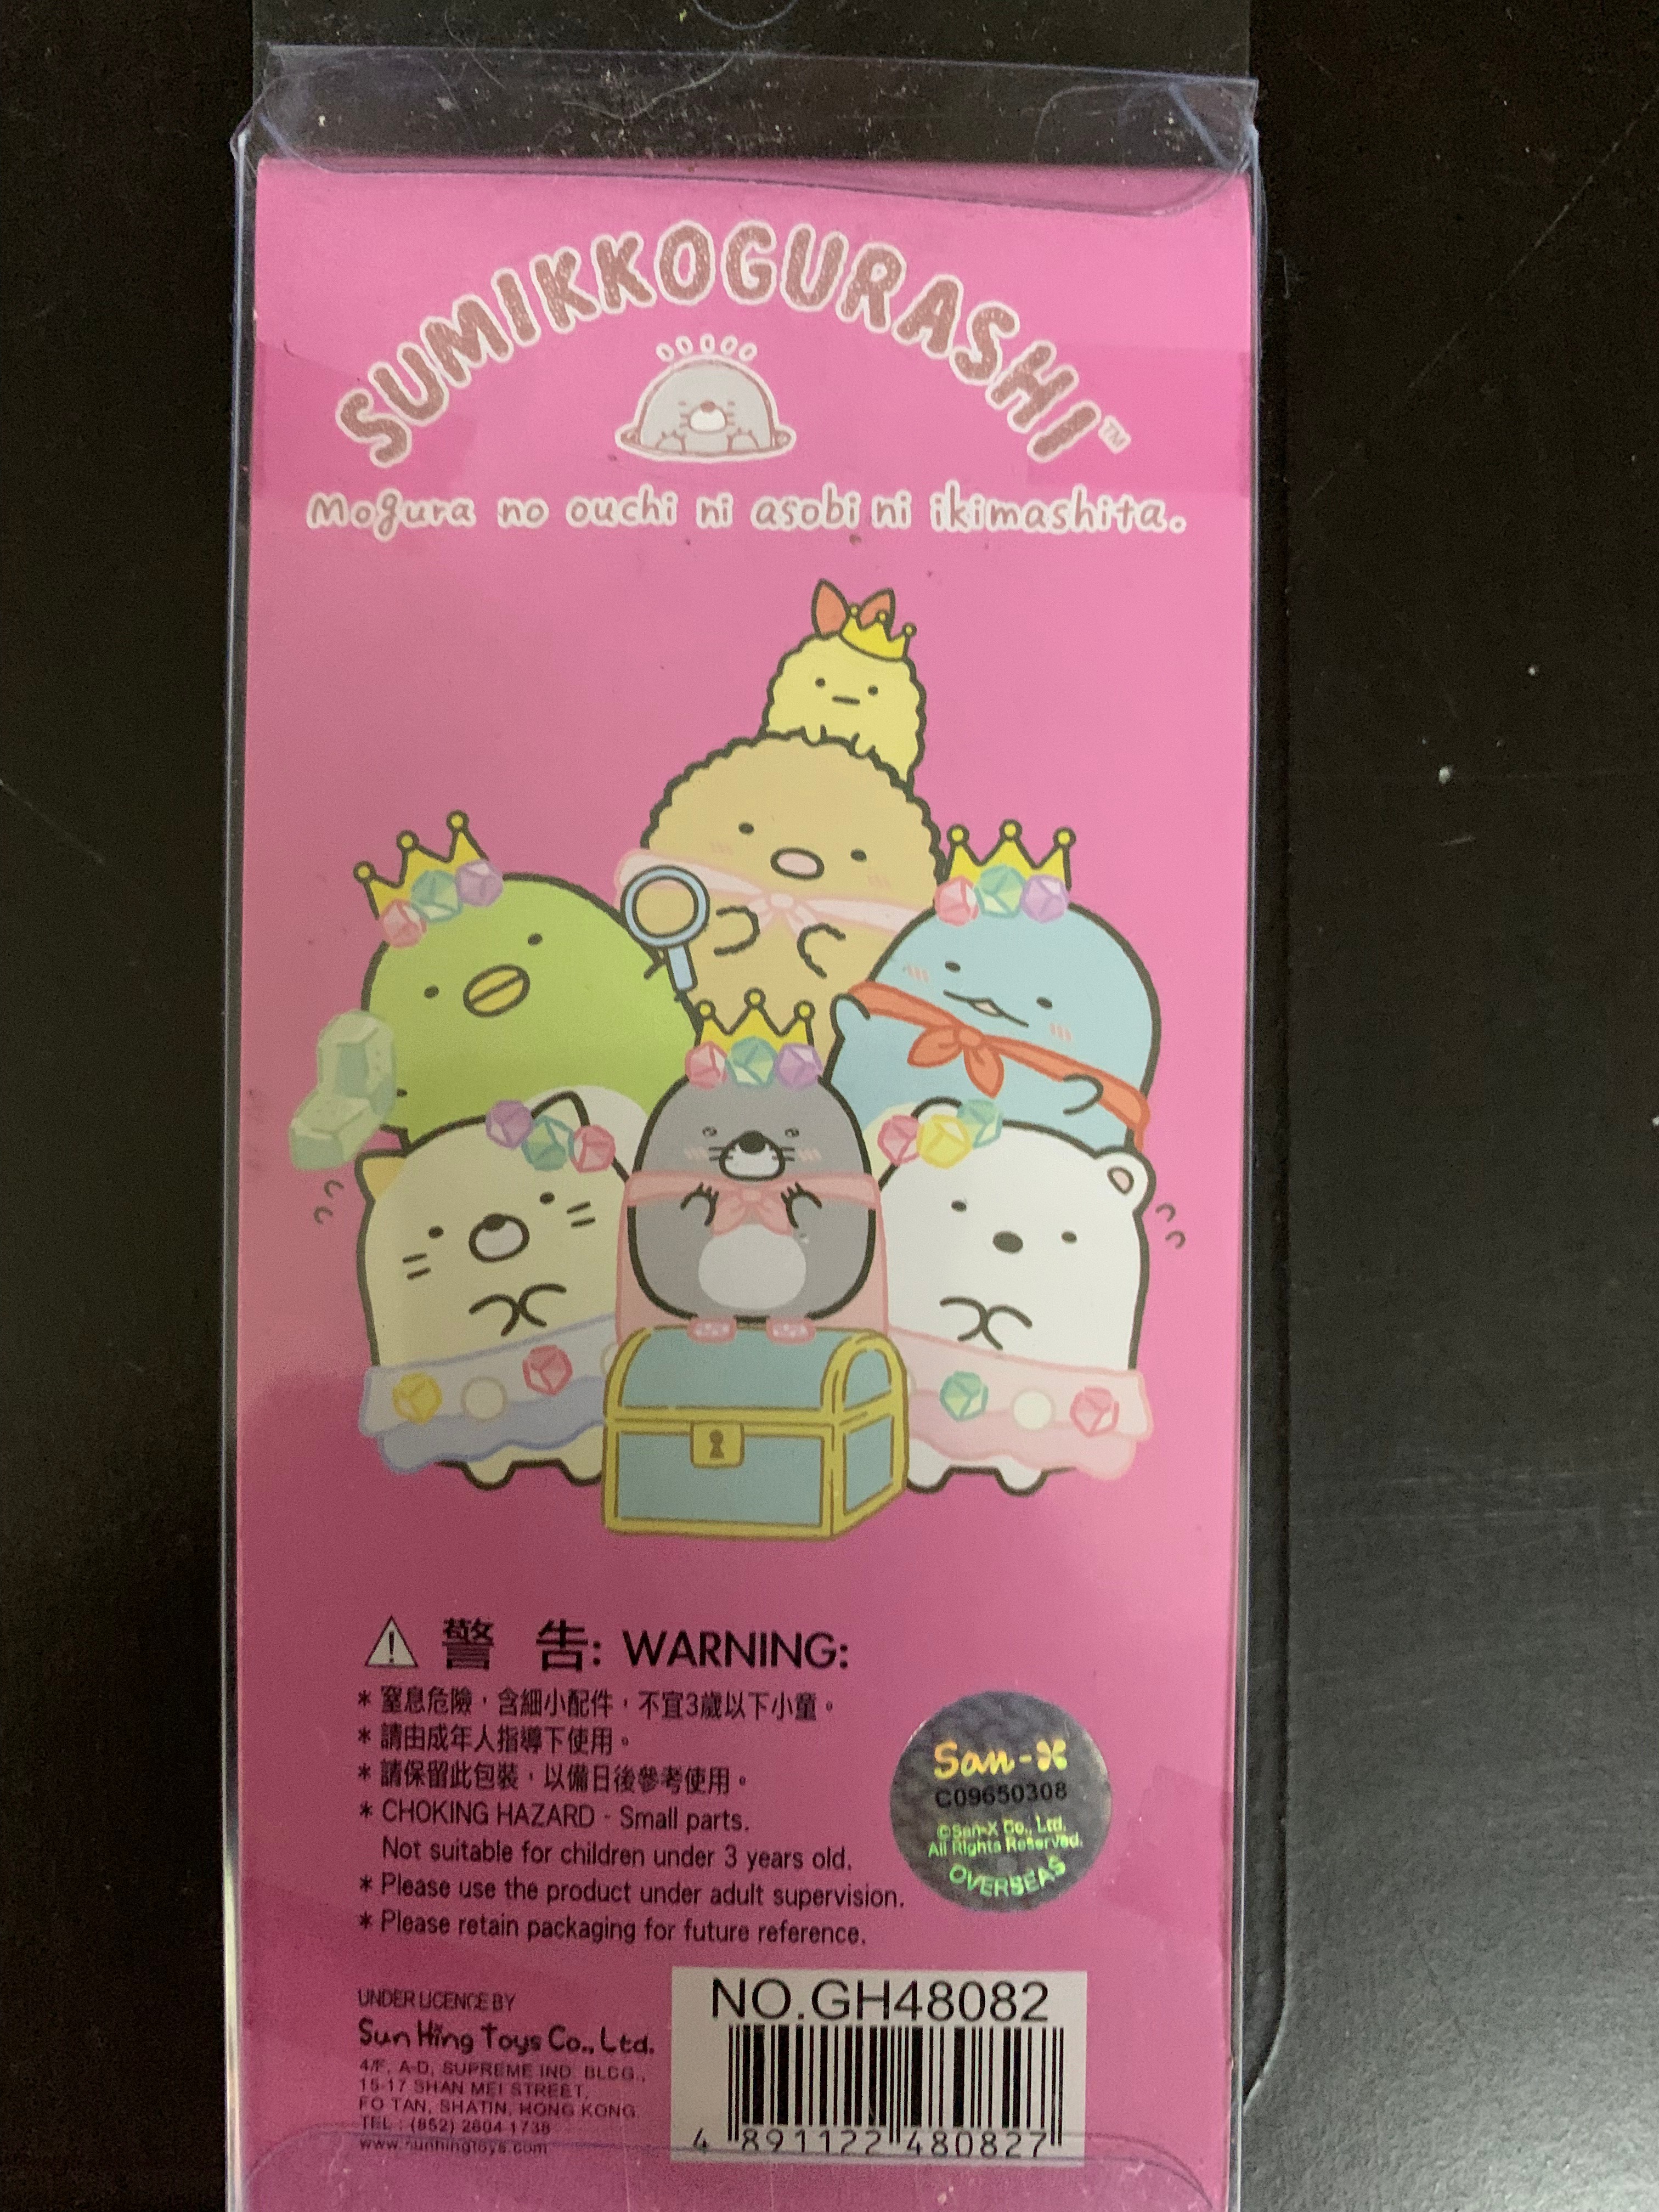 SUMIKKOGURASHI™
Mogura no ouchi ni asobi ni ikimashita.
警 告: WARNING:
* 窒息危險，含細小配件，不宜3歲以下小童。
* 請由成年人指導下使用。
* 請保留此包裝，以備日後參考使用。
* CHOKING HAZARD - Small parts.
Not suitable for children under 3 years old.
* Please use the product under adult supervision.
* Please retain packaging for future reference.
San-X
C09650308
©San-X Co., Ltd.
All Rights Reserved.
OVERSEAS
UNDER LICENCE BY
Sun Hing Toys Co., Ltd.
4/F, A-D, SUPREME IND. BLDG.,
15-17 SHAN MEI STREET,
FO TAN, SHATIN, HONG KONG.
TEL : (852) 2604 1738
www.sunhingtoys.com
NO.GH48082
4 891122 480827